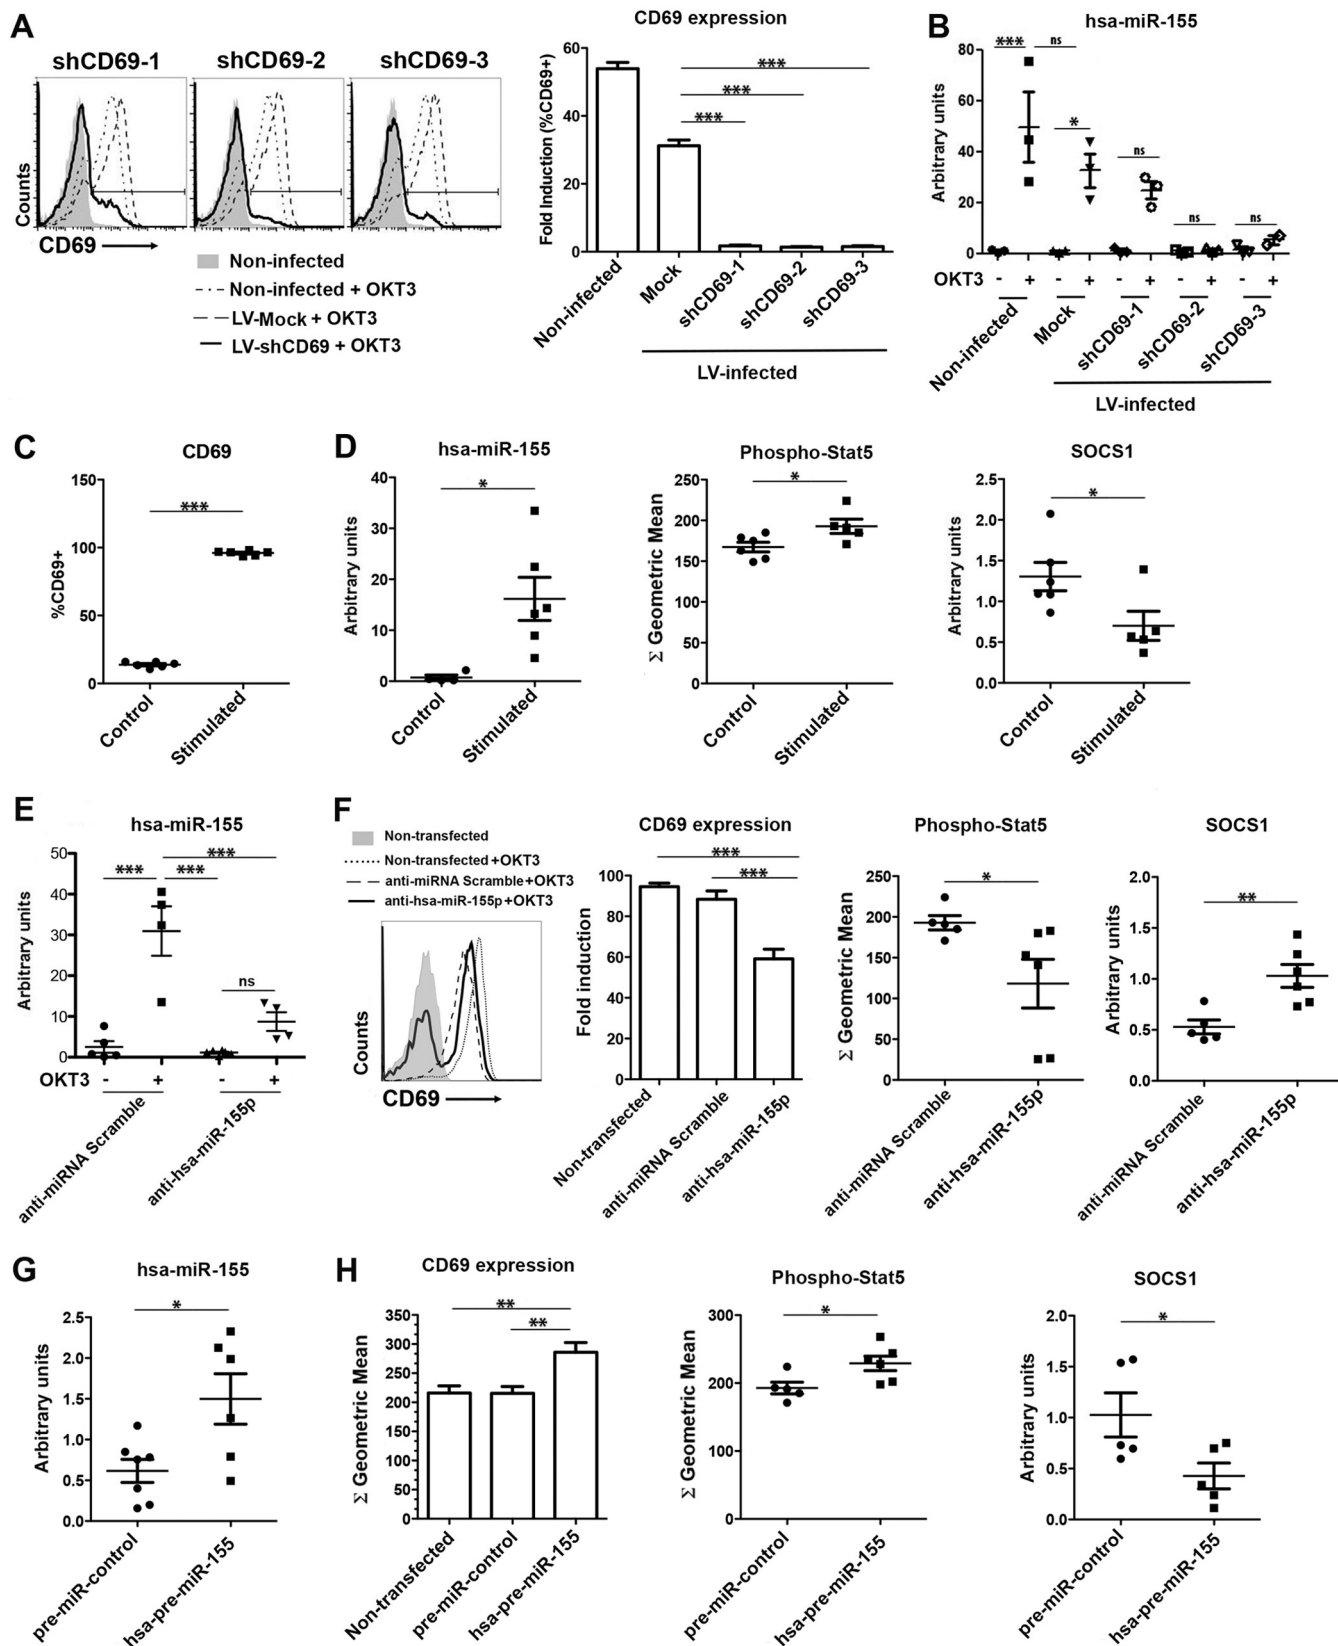 A
shCD69-1
shCD69-2
shCD69-3
Counts
CD69
Non-infected
Non-infected + OKT3
LV-Mock + OKT3
LV-shCD69 + OKT3
CD69 expression
Fold Induction (%CD69+)
60
40
20
0
***
***
***
Non-infected
Mock
shCD69-1
shCD69-2
shCD69-3
LV-infected
B
hsa-miR-155
Arbitrary units
80
60
40
20
0
***
ns
*
ns
ns
ns
OKT3 - + - + - + - + - +
Non-infected
Mock
shCD69-1
shCD69-2
shCD69-3
LV-infected
C
CD69
%CD69+
150
100
50
0
***
Control
Stimulated
D
hsa-miR-155
Arbitrary units
40
30
20
10
0
*
Control
Stimulated
Phospho-Stat5
Σ Geometric Mean
250
200
150
100
50
0
*
Control
Stimulated
SOCS1
Arbitrary units
2.5
2.0
1.5
1.0
0.5
0.0
*
Control
Stimulated
E
hsa-miR-155
Arbitrary units
50
40
30
20
10
0
***
***
***
ns
OKT3 - + - +
anti-miRNA Scramble
anti-hsa-miR-155p
F
Non-transfected
Non-transfected +OKT3
anti-miRNA Scramble+OKT3
anti-hsa-miR-155p+OKT3
Counts
CD69
CD69 expression
Fold induction
100
80
60
40
20
0
***
***
Non-transfected
anti-miRNA Scramble
anti-hsa-miR-155p
Phospho-Stat5
Σ Geometric Mean
250
200
150
100
50
0
*
anti-miRNA Scramble
anti-hsa-miR-155p
SOCS1
Arbitrary units
2.0
1.5
1.0
0.5
0.0
**
anti-miRNA Scramble
anti-hsa-miR-155p
G
hsa-miR-155
Arbitrary units
2.5
2.0
1.5
1.0
0.5
0.0
*
pre-miR-control
hsa-pre-miR-155
H
CD69 expression
Σ Geometric Mean
350
300
250
200
150
100
50
0
**
**
Non-transfected
pre-miR-control
hsa-pre-miR-155
Phospho-Stat5
Σ Geometric Mean
300
200
100
0
*
pre-miR-control
hsa-pre-miR-155
SOCS1
Arbitrary units
2.0
1.5
1.0
0.5
0.0
*
pre-miR-control
hsa-pre-miR-155